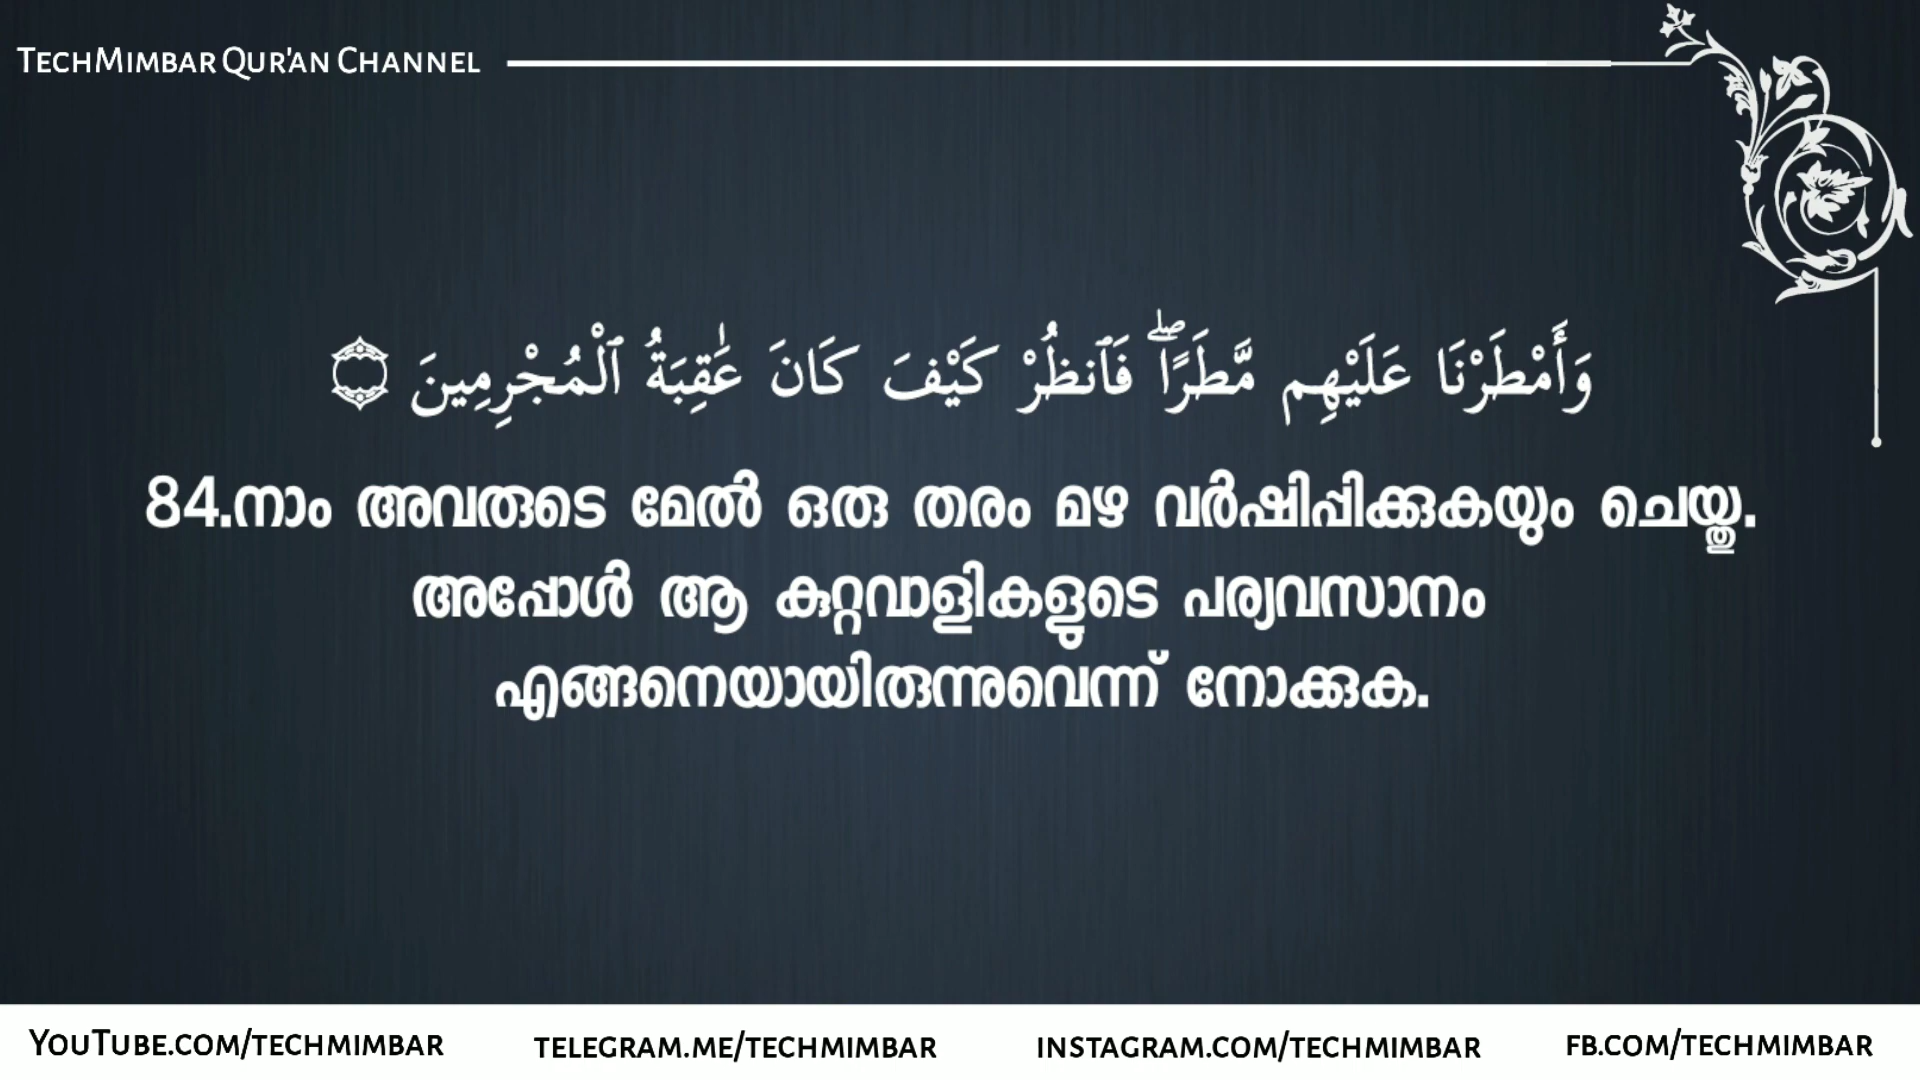 TechMimbar Qur'an Channel
وَأَمْطَرْنَا عَلَيْهِم مَّطَرًاۖ فَٱنظُرْ كَيْفَ كَانَ عَٰقِبَةُ ٱلْمُجْرِمِينَ ۝
84.നാം അവരുടെ മേൽ ഒരു തരം മഴ വർഷിപ്പിക്കുകയും ചെയ്തു.
അപ്പോൾ ആ കുറ്റവാളികളുടെ പര്യവസാനം
എങ്ങനെയായിരുന്നുവെന്ന് നോക്കുക.
YouTube.com/techmimbar telegram.me/techmimbar instagram.com/techmimbar fb.com/techmimbar